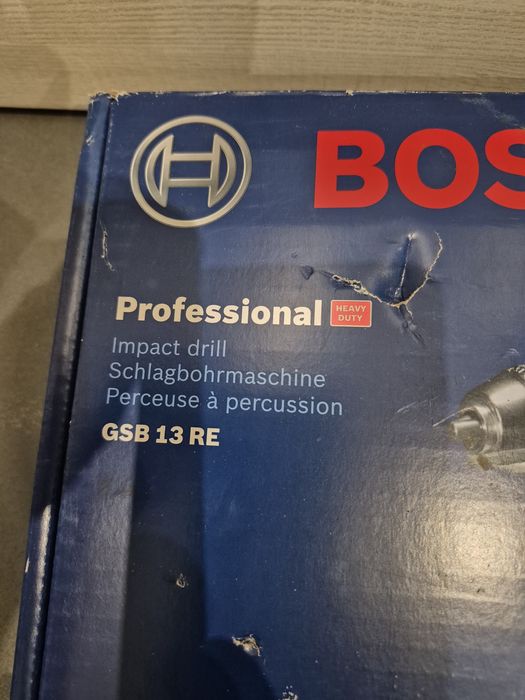 BOS
Professional HEAVY DUTY
Impact drill
Schlagbohrmaschine
Perceuse à percussion
GSB 13 RE